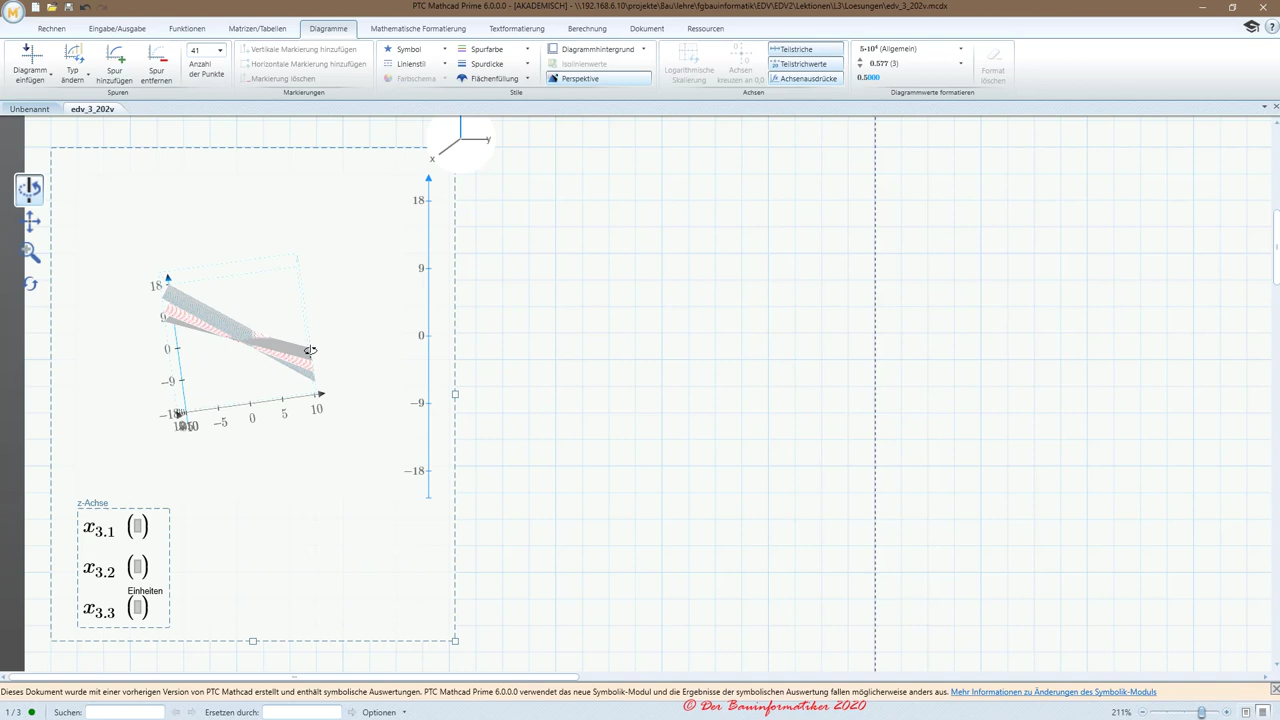 PTC Mathcad Prime 6.0.0.0 - [AKADEMISCH] - \\192.168.6.10\projekte\Bau\lehre\fgbauinformatik\EDV\EDV2\Lektionen\L3\Loesungen\edv_3_202v.mcdx
Rechnen Eingabe/Ausgabe Funktionen Matrizen/Tabellen Diagramme Mathematische Formatierung Textformatierung Berechnung Dokument Ressourcen
Diagramm einfügen
Typ ändern
Spur hinzufügen
Spur entfernen
41
Anzahl der Punkte
Spuren
Vertikale Markierung hinzufügen
Horizontale Markierung hinzufügen
Markierung löschen
Markierungen
Symbol
Linienstil
Farbschema
Spurfarbe
Spurdicke
Flächenfüllung
Diagrammhintergrund
Isolienwerte
Perspektive
Stile
Logarithmische Skalierung
Achsen kreuzen an 0,0
Teilstriche
Teilstrichwerte
Achsenausdrücke
Achsen
5·10⁴ (Allgemein)
0.577 (3)
0.5000
Format löschen
Diagrammwerte formatieren
Unbenannt edv_3_202v
y
x
18
9
0
−9
−18
18
9
0
−9
−5 0 5 10
z-Achse
x3.1 ()
x3.2 ()
Einheiten
x3.3 ()
Dieses Dokument wurde mit einer vorherigen Version von PTC Mathcad erstellt und enthält symbolische Auswertungen. PTC Mathcad Prime 6.0.0.0 verwendet das neue Symbolik-Modul und die Ergebnisse der symbolischen Auswertung fallen möglicherweise anders aus. Mehr Informationen zu Änderungen des Symbolik-Moduls
1 / 3 Suchen: Ersetzen durch: Optionen 211%
© Der Bauinformatiker 2020